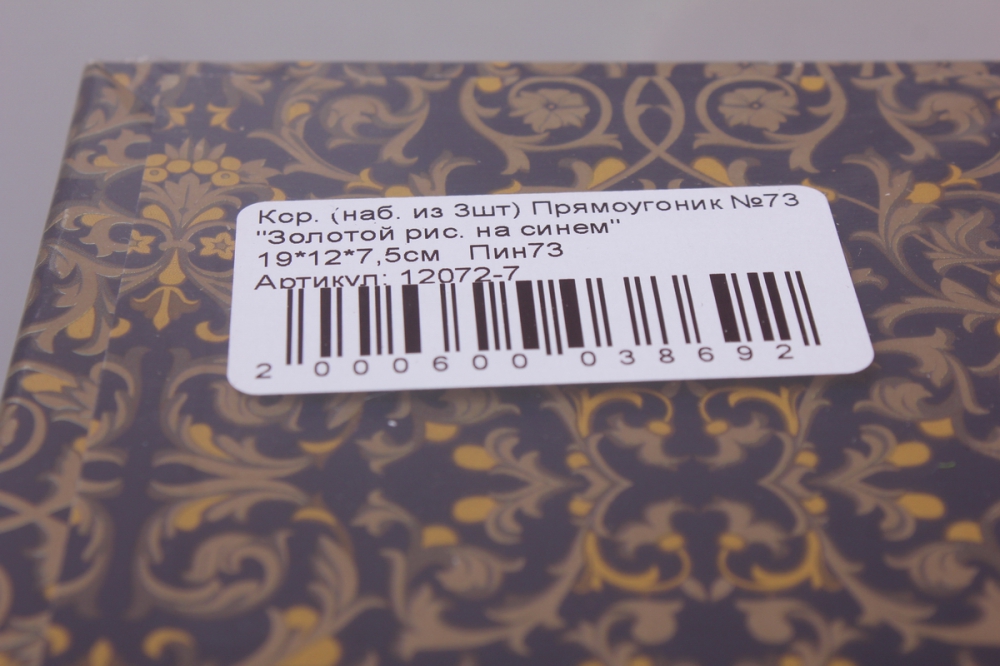 Кор. (наб. из 3шт) Прямоугоник №73
"Золотой рис. на синем"
19*12*7,5см Пин73
Артикул: 12072-7
2 000600 038692